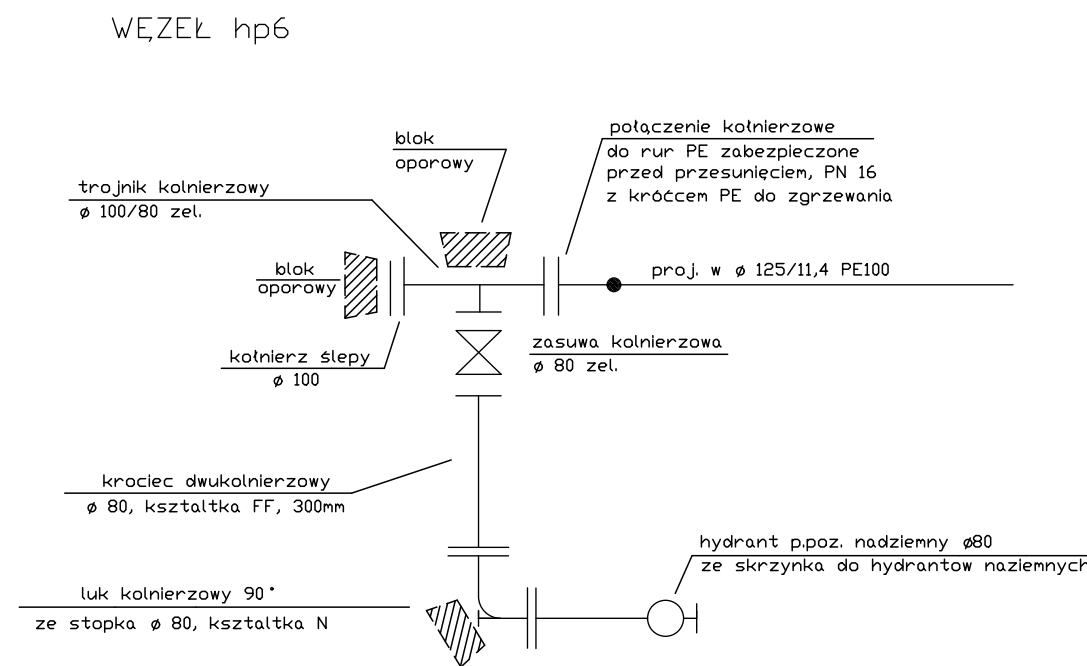 WĘZEŁ hp6
połączenie kołnierzowe
do rur PE zabezpieczone
przed przesunięciem, PN 16
z króćcem PE do zgrzewania
blok
oporowy
trojnik kolnierzowy
ø 100/80 zel.
blok
oporowy
proj. w ø 125/11,4 PE100
zasuwa kolnierzowa
ø 80 zel.
kołnierz ślepy
ø 100
krociec dwukolnierzowy
ø 80, ksztaltka FF, 300mm
hydrant p.poz. nadziemny ø80
ze skrzynka do hydrantow naziemnych
luk kolnierzowy 90°
ze stopka ø 80, ksztaltka N